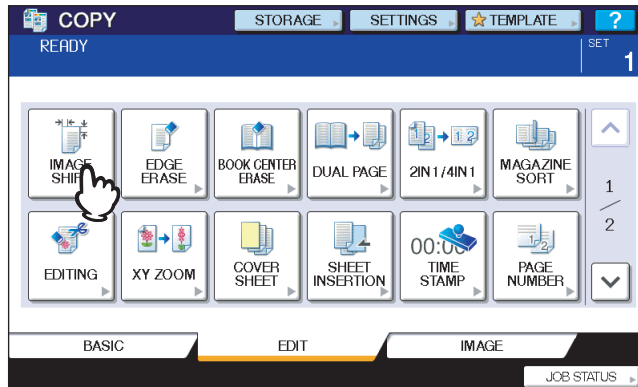 COPY
STORAGE
SETTINGS
TEMPLATE
?
READY
SET
1
IMAGE
SHIFT
EDGE
ERASE
BOOK CENTER
ERASE
DUAL PAGE
2IN1/4IN1
MAGAZINE
SORT
EDITING
XY ZOOM
COVER
SHEET
SHEET
INSERTION
00:00
TIME
STAMP
PAGE
NUMBER
1
2
BASIC
EDIT
IMAGE
JOB STATUS